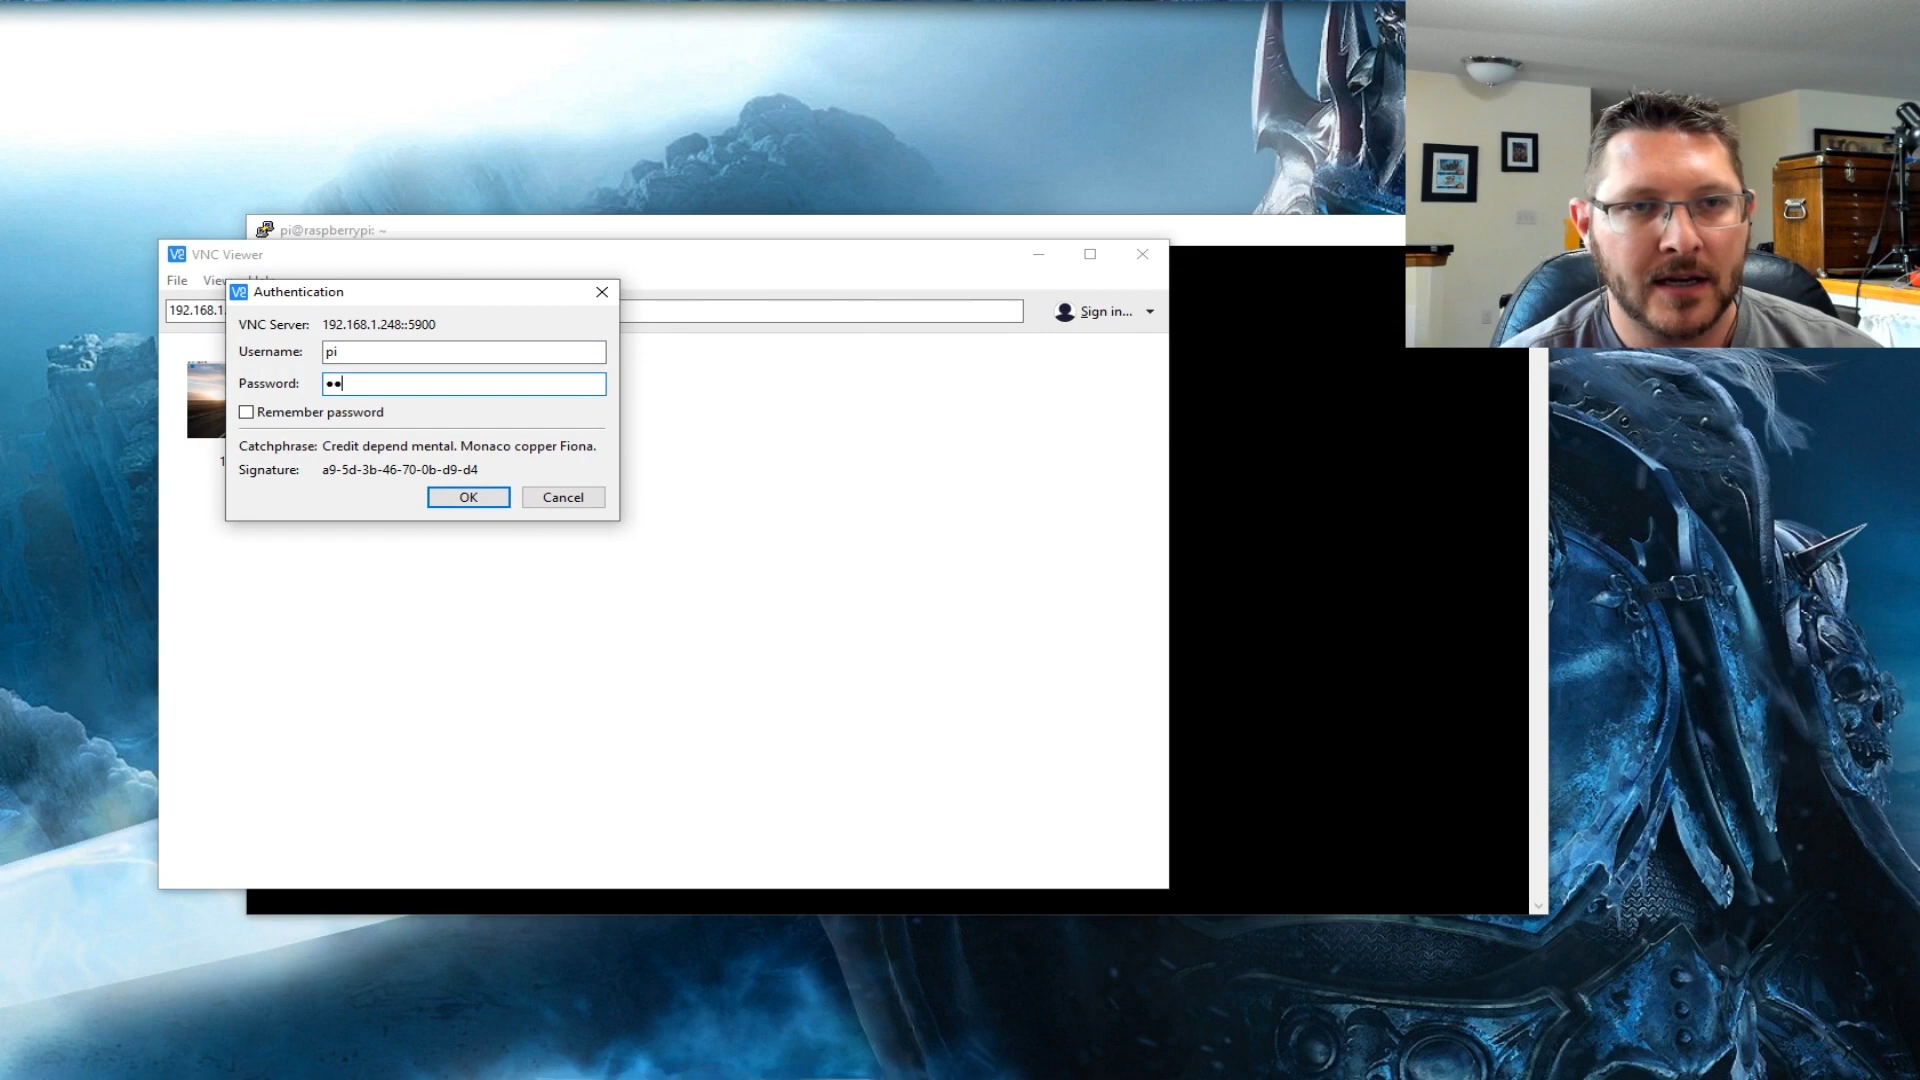 pi@raspberrypi: ~
VNC Viewer
File
Authentication
192.168.1.
Sign in...
VNC Server: 192.168.1.248::5900
Username: pi
Password: ●●
Remember password
Catchphrase: Credit depend mental. Monaco copper Fiona.
Signature: a9-5d-3b-46-70-0b-d9-d4
OK Cancel